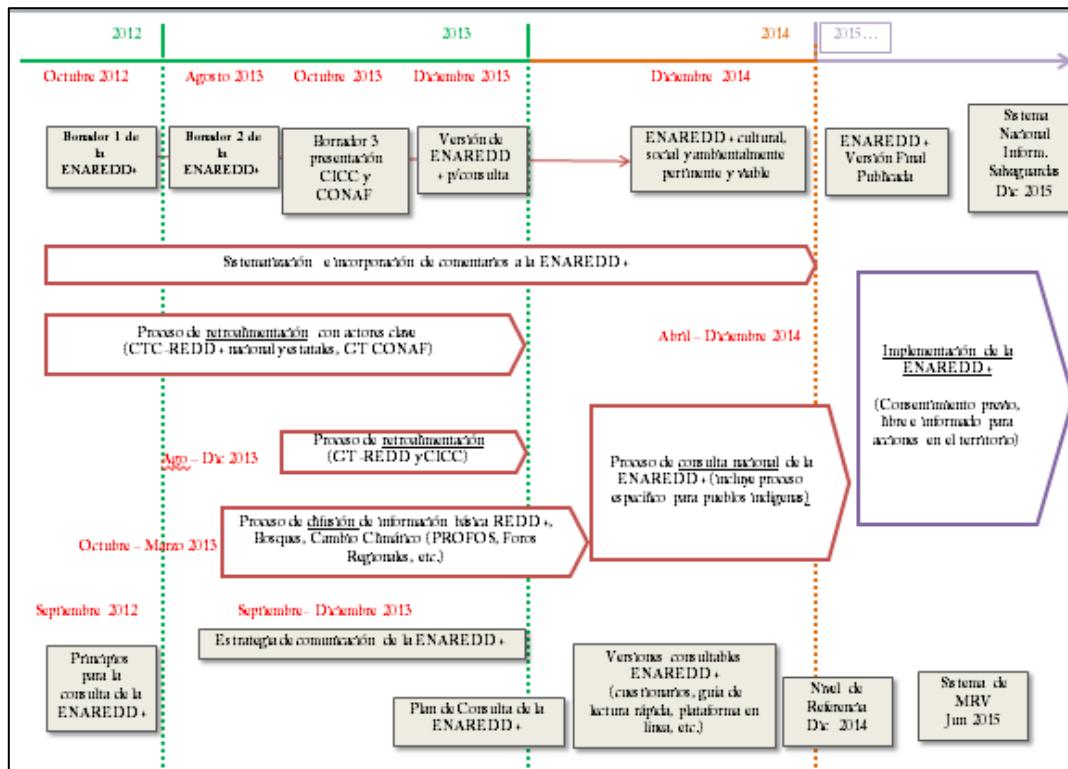 2012
2013
2014
2015…
Octubre 2012
Agosto 2013
Octubre 2013
Diciembre 2013
Diciembre 2014
Borrador 1 de
la
ENAREDD+
Borrador 2 de
la
ENAREDD+
Borrador 3
presentación
CICC y
CONAF
Versión de
ENAREDD
+ p/consulta
ENAREDD+ cultural,
social y ambientalmente
pertinente y viable
ENAREDD+
Versión Final
Publicada
Sistema
Nacional
Inform.
Salvaguardas
Dic 2015
Sistematización e incorporación de comentarios a la ENAREDD+
Proceso de retroalimentación con actores clave
(CTC-REDD+ nacional y estatales, GT CONAF)
Abril – Diciembre 2014
Implementación de la
ENAREDD+
(Consentimiento previo,
libre e informado para
acciones en el territorio)
Ago – Dic 2013
Proceso de retroalimentación
(GT-REDD y CICC)
Proceso de consulta nacional de la
ENAREDD+ (incluye proceso
específico para pueblos indígenas)
Octubre – Marzo 2013
Proceso de difusión de información básica REDD+,
Bosques, Cambio Climático (PROFOS, Foros
Regionales, etc.)
Septiembre 2012
Septiembre– Diciembre 2013
Principios
para la
consulta de la
ENAREDD+
Estrategia de comunicación de la ENAREDD+
Plan de Consulta de la
ENAREDD+
Versiones consultables
ENAREDD+
(cuestionarios, guía de
lectura rápida, plataforma en
línea, etc.)
Nivel de
Referencia
Dic 2014
Sistema de
MRV
Jun 2015